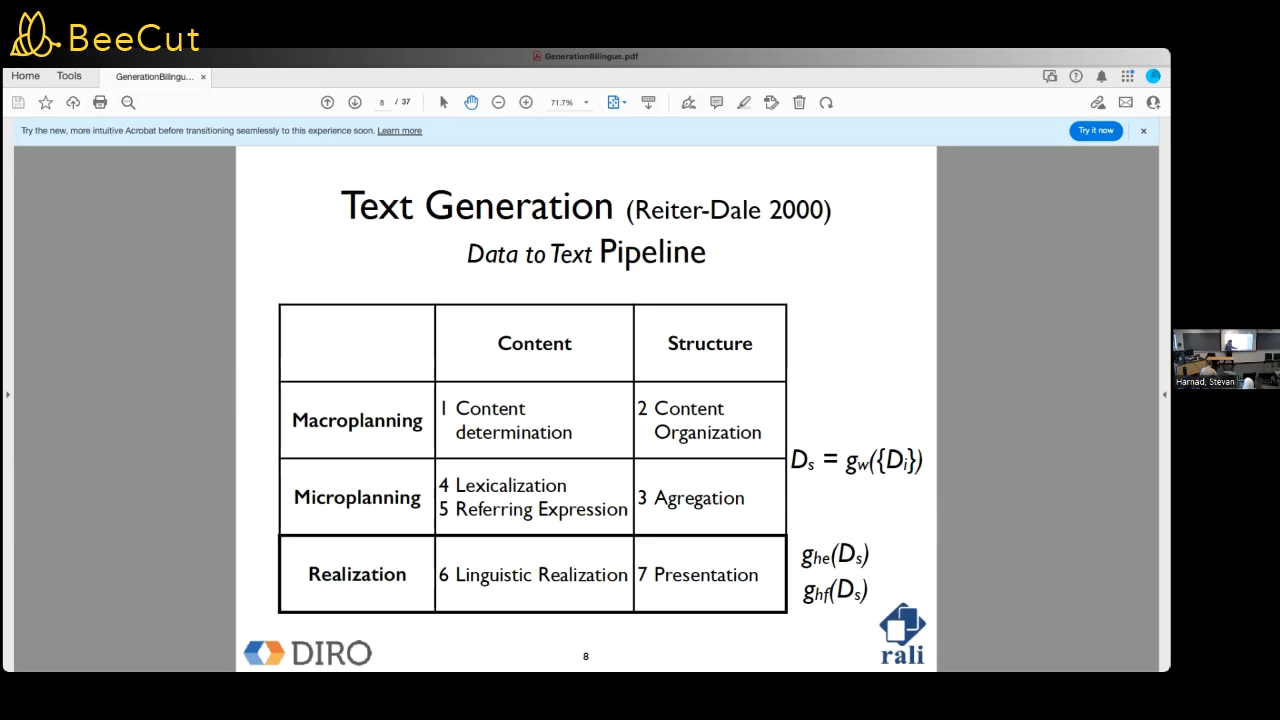 BeeCut
GenerationBilingue.pdf
Home
Tools
GenerationBilingu... ×
8 / 37
71.7%
Try the new, more intuitive Acrobat before transitioning seamlessly to this experience soon. Learn more
Try it now
×
Text Generation (Reiter-Dale 2000)
Data to Text Pipeline
Content
Structure
Macroplanning
1 Content
determination
2 Content
Organization
Ds = gw({Di})
Microplanning
4 Lexicalization
5 Referring Expression
3 Agregation
Realization
6 Linguistic Realization
7 Presentation
ghe(Ds)
ghf(Ds)
DIRO
8
rali
Harnad, Stevan